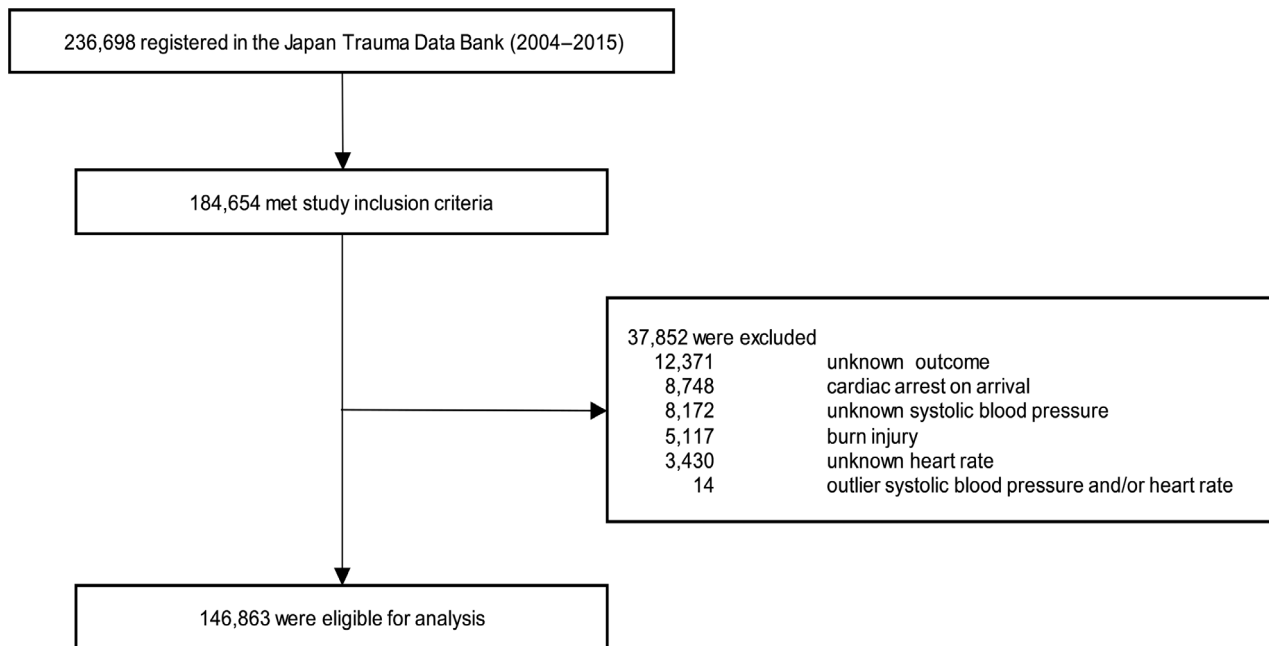 236,698 registered in the Japan Trauma Data Bank (2004–2015)
184,654 met study inclusion criteria
37,852 were excluded
12,371 unknown outcome
8,748 cardiac arrest on arrival
8,172 unknown systolic blood pressure
5,117 burn injury
3,430 unknown heart rate
14 outlier systolic blood pressure and/or heart rate
146,863 were eligible for analysis